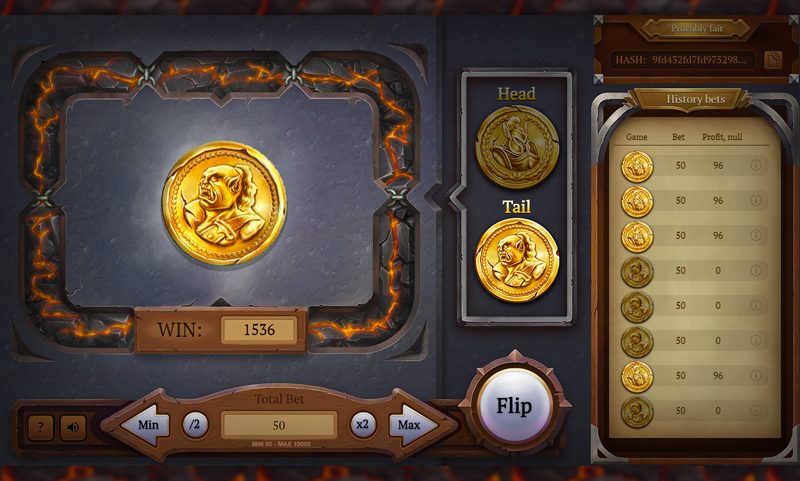 Provably fair
HASH: 9fd432fd7fd975298...
Head
History bets
Game Bet Profit, null
50 96
50 96
Tail
50 96
50 0
50 0
WIN: 1536
50 0
50 96
50 0
Total Bet
? Min /2 50 x2 Max
MIN 50 - MAX 10000
Flip